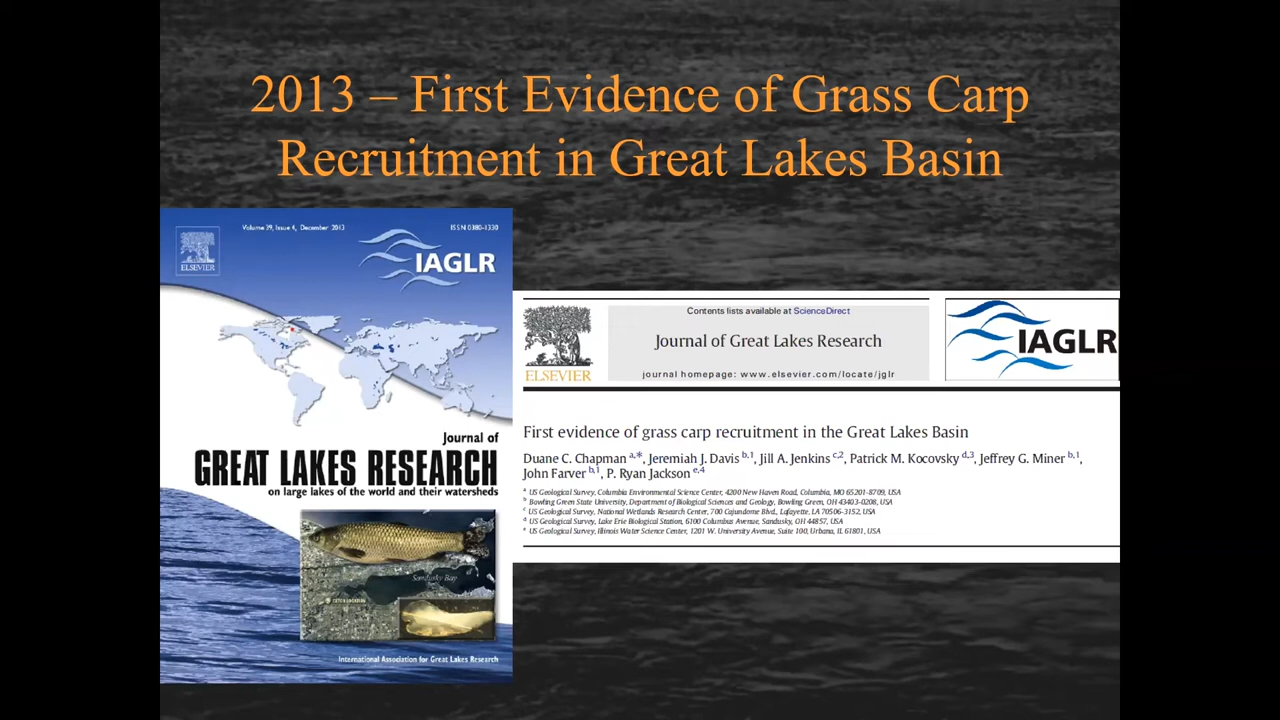 2013 – First Evidence of Grass Carp
Recruitment in Great Lakes Basin
Volume 39, Issue 4, December 2013
ISSN 0380-1330
ELSEVIER
IAGLR
Journal of
GREAT LAKES RESEARCH
on large lakes of the world and their watersheds
Sandusky Bay
CATCH LOCATION
International Association for Great Lakes Research
Contents lists available at ScienceDirect
Journal of Great Lakes Research
journal homepage: www.elsevier.com/locate/jglr
ELSEVIER
IAGLR
First evidence of grass carp recruitment in the Great Lakes Basin
Duane C. Chapman a,*, Jeremiah J. Davis b,1, Jill A. Jenkins c,2, Patrick M. Kocovsky d,3, Jeffrey G. Miner b,1,
John Farver b,1, P. Ryan Jackson e,4
a US Geological Survey, Columbia Environmental Science Center, 4200 New Haven Road, Columbia, MO 65201-8709, USA
b Bowling Green State University, Department of Biological Sciences and Geology, Bowling Green, OH 43403-0208, USA
c US Geological Survey, National Wetlands Research Center, 700 Cajundome Blvd., Lafayette, LA 70506-3152, USA
d US Geological Survey, Lake Erie Biological Station, 6100 Columbus Avenue, Sandusky, OH 44857, USA
e US Geological Survey, Illinois Water Science Center, 1201 W. University Avenue, Suite 100, Urbana, IL 61801, USA